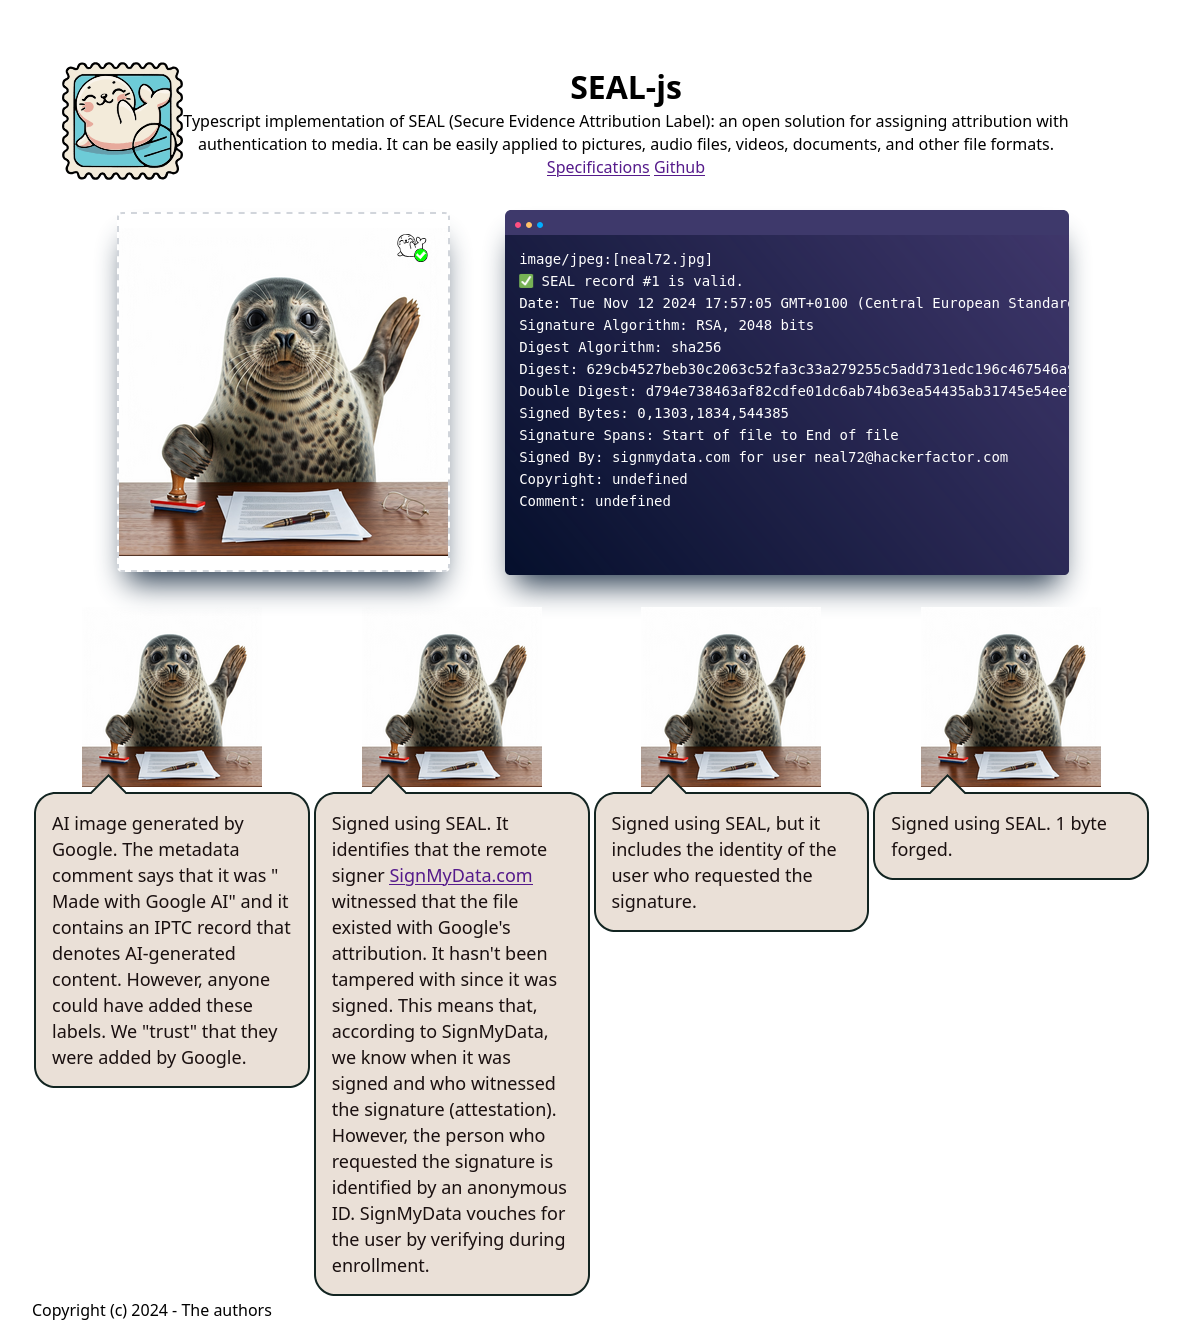 SEAL-js
Typescript implementation of SEAL (Secure Evidence Attribution Label): an open solution for assigning attribution with
authentication to media. It can be easily applied to pictures, audio files, videos, documents, and other file formats.
Specifications Github
image/jpeg:[neal72.jpg]
✅ SEAL record #1 is valid.
Date: Tue Nov 12 2024 17:57:05 GMT+0100 (Central European Standard
Signature Algorithm: RSA, 2048 bits
Digest Algorithm: sha256
Digest: 629cb4527beb30c2063c52fa3c33a279255c5add731edc196c467546a9
Double Digest: d794e738463af82cdfe01dc6ab74b63ea54435ab31745e54ee7
Signed Bytes: 0,1303,1834,544385
Signature Spans: Start of file to End of file
Signed By: signmydata.com for user neal72@hackerfactor.com
Copyright: undefined
Comment: undefined
AI image generated by
Google. The metadata
comment says that it was "
Made with Google AI" and it
contains an IPTC record that
denotes AI-generated
content. However, anyone
could have added these
labels. We "trust" that they
were added by Google.
Signed using SEAL. It
identifies that the remote
signer SignMyData.com
witnessed that the file
existed with Google's
attribution. It hasn't been
tampered with since it was
signed. This means that,
according to SignMyData,
we know when it was
signed and who witnessed
the signature (attestation).
However, the person who
requested the signature is
identified by an anonymous
ID. SignMyData vouches for
the user by verifying during
enrollment.
Signed using SEAL, but it
includes the identity of the
user who requested the
signature.
Signed using SEAL. 1 byte
forged.
Copyright (c) 2024 - The authors